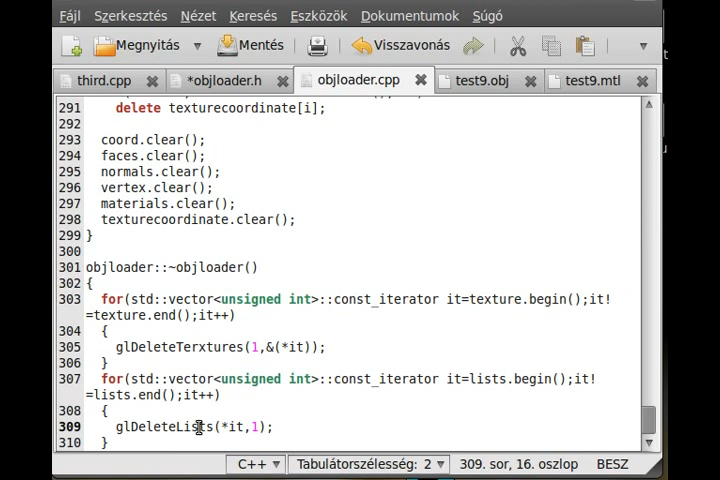 Fájl Szerkesztés Nézet Keresés Eszközök Dokumentumok Súgó
Megnyitás Mentés Visszavonás
third.cpp *objloader.h objloader.cpp test9.obj test9.mtl
291 delete texturecoordinate[i];
292
293 coord.clear();
294 faces.clear();
295 normals.clear();
296 vertex.clear();
297 materials.clear();
298 texturecoordinate.clear();
299 }
300
301 objloader::~objloader()
302 {
303 for(std::vector<unsigned int>::const_iterator it=texture.begin();it!
=texture.end();it++)
304 {
305 glDeleteTerxtures(1,&(*it));
306 }
307 for(std::vector<unsigned int>::const_iterator it=lists.begin();it!
=lists.end();it++)
308 {
309 glDeleteLists(*it,1);
310 }
C++ Tabulátorszélesség: 2 309. sor, 16. oszlop BESZ